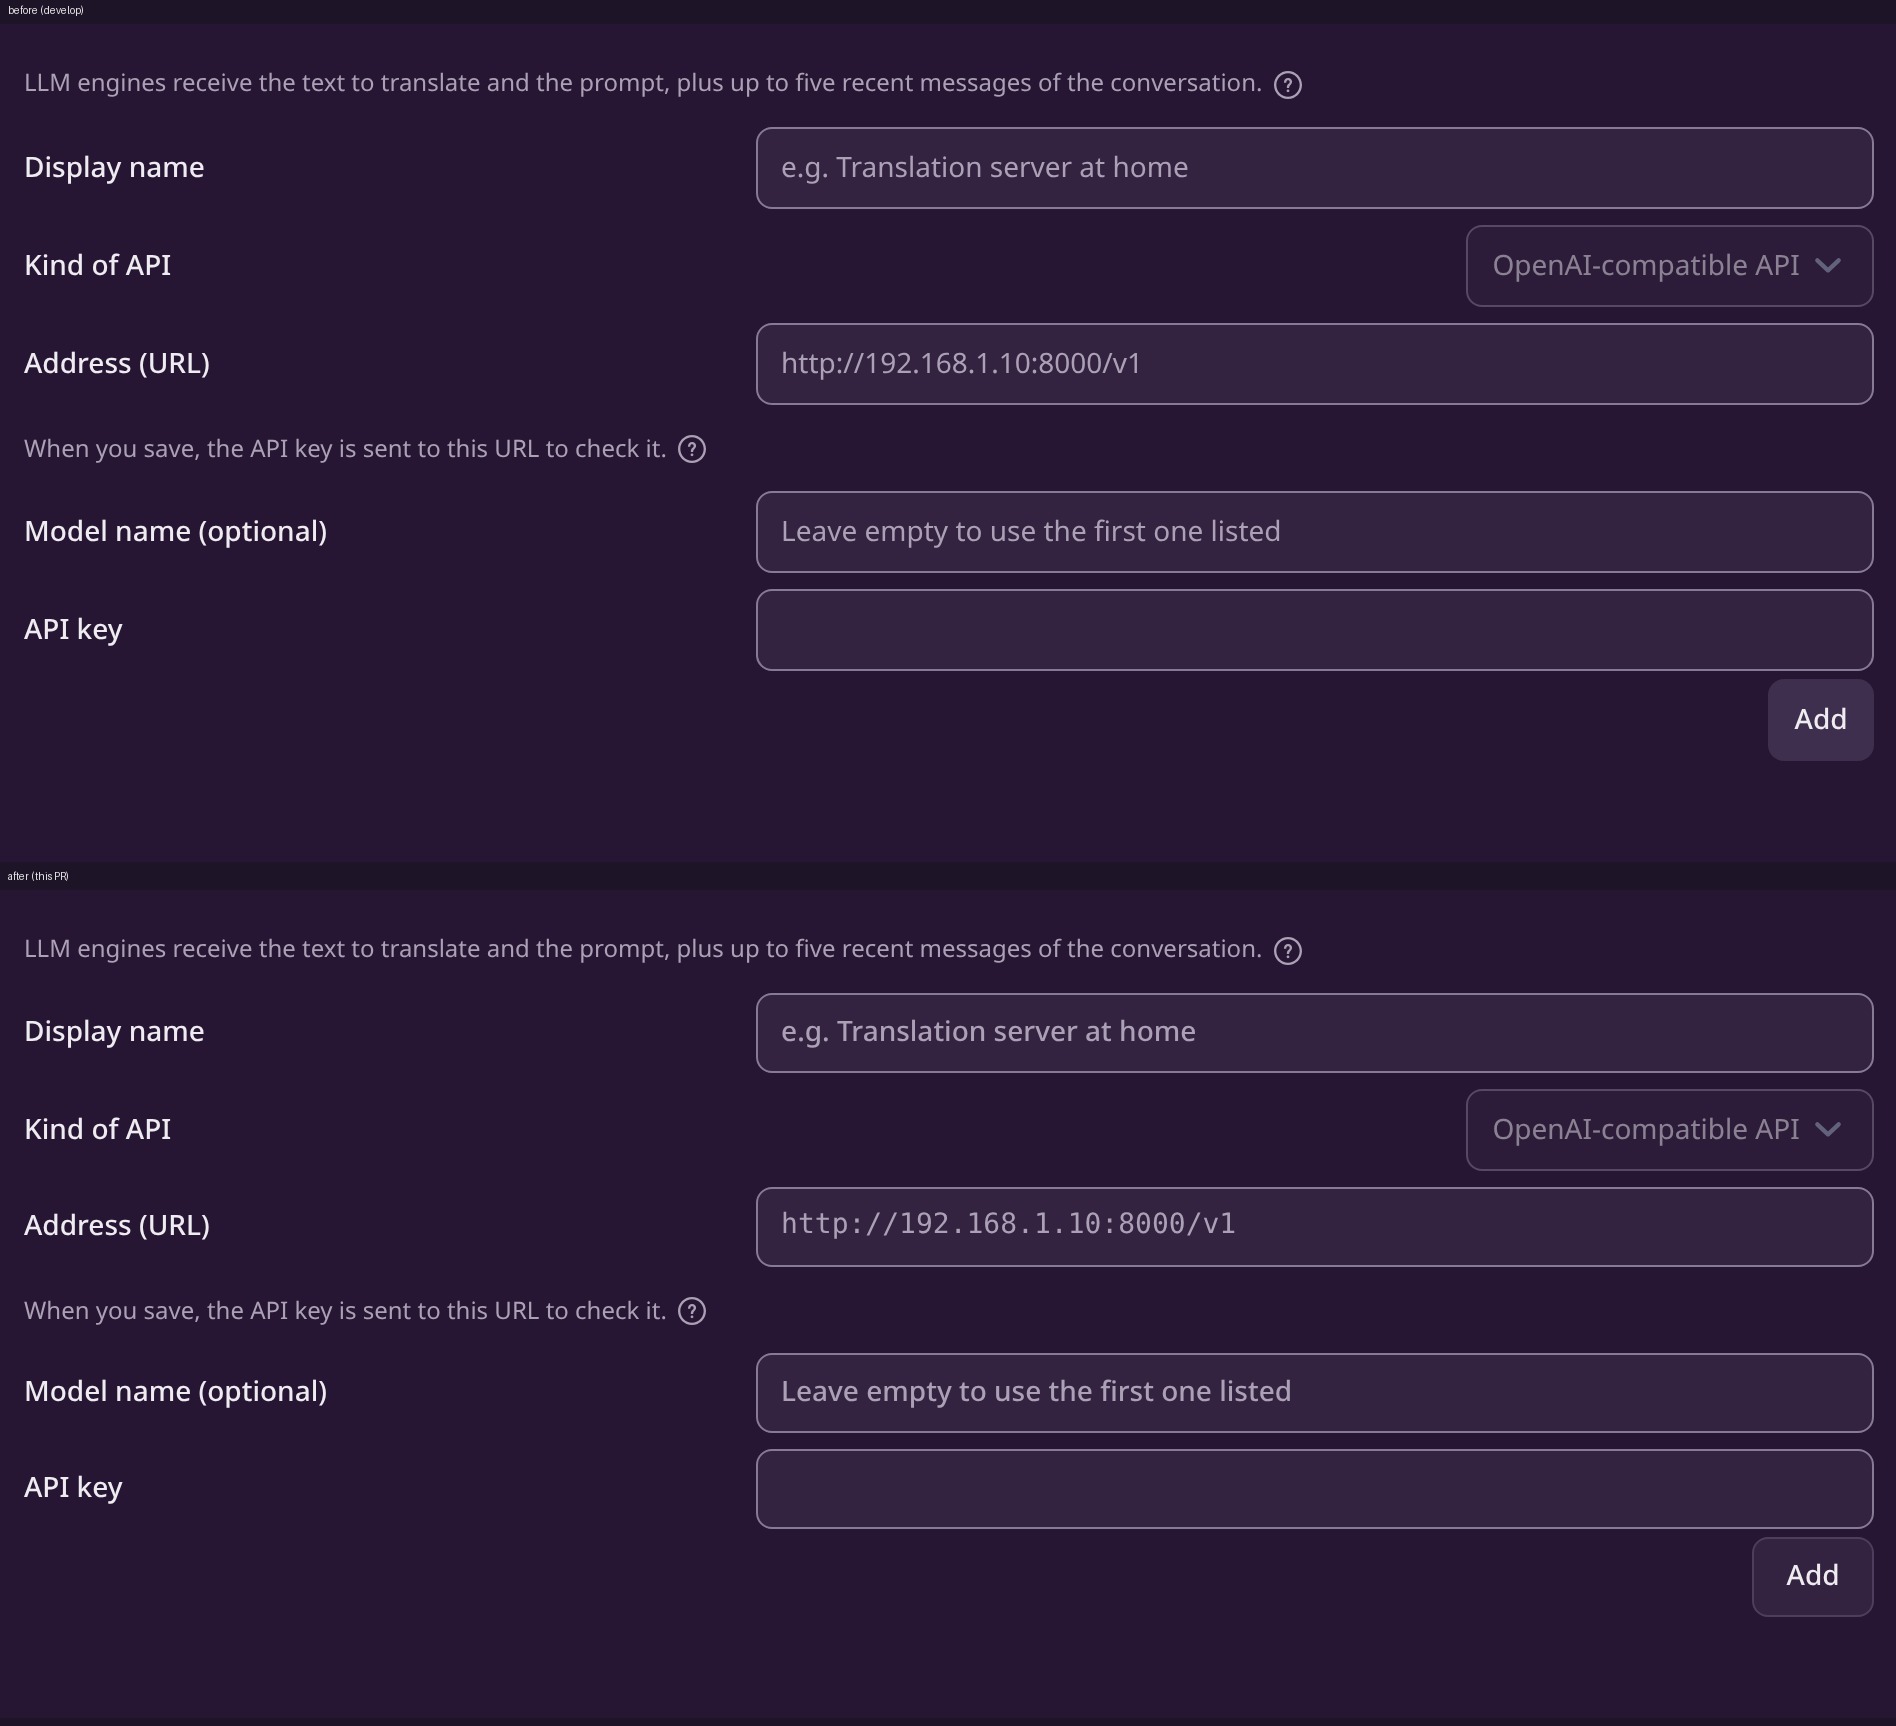 before (develop)
LLM engines receive the text to translate and the prompt, plus up to five recent messages of the conversation. ?
Display name
e.g. Translation server at home
Kind of API
OpenAI-compatible API
Address (URL)
http://192.168.1.10:8000/v1
When you save, the API key is sent to this URL to check it. ?
Model name (optional)
Leave empty to use the first one listed
API key
Add
after (this PR)
LLM engines receive the text to translate and the prompt, plus up to five recent messages of the conversation. ?
Display name
e.g. Translation server at home
Kind of API
OpenAI-compatible API
Address (URL)
http://192.168.1.10:8000/v1
When you save, the API key is sent to this URL to check it. ?
Model name (optional)
Leave empty to use the first one listed
API key
Add